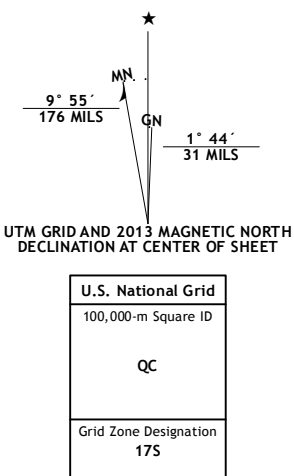 ★
MN
9° 55´
176 MILS
GN
1° 44´
31 MILS
UTM GRID AND 2013 MAGNETIC NORTH
DECLINATION AT CENTER OF SHEET
U.S. National Grid
100,000-m Square ID
QC
Grid Zone Designation
17S